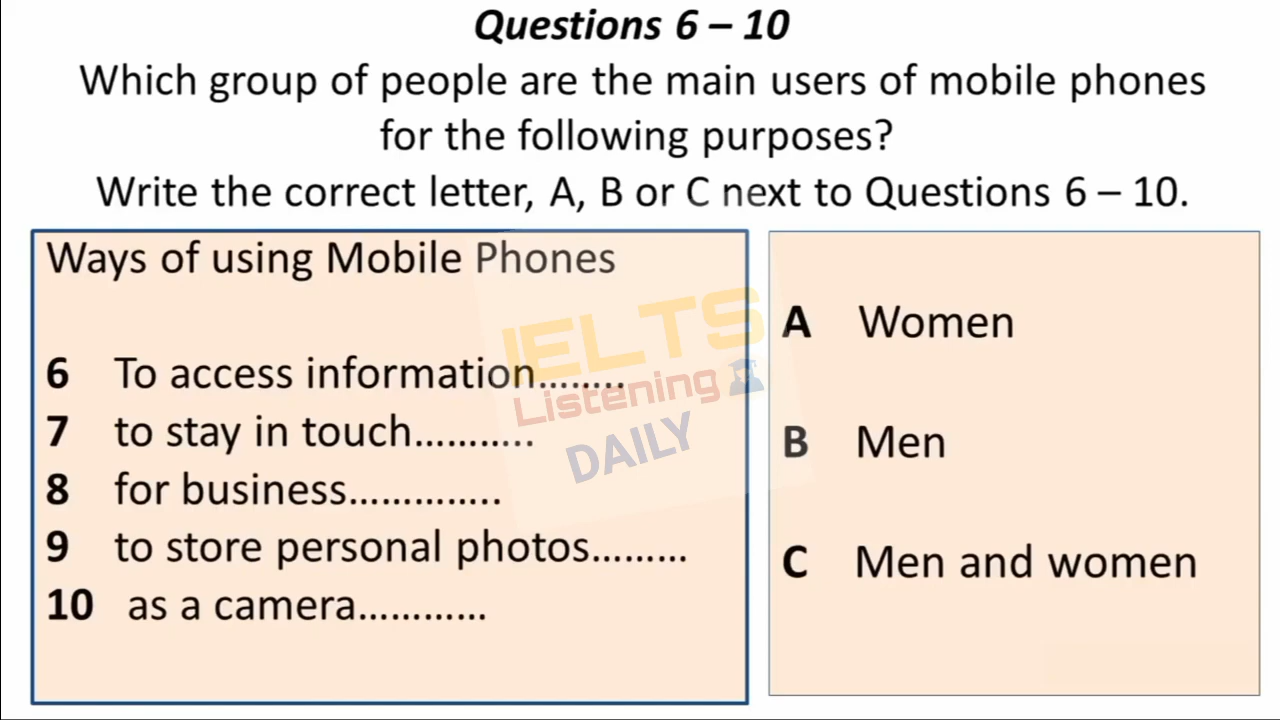 Questions 6 – 10
Which group of people are the main users of mobile phones
for the following purposes?
Write the correct letter, A, B or C next to Questions 6 – 10.
Ways of using Mobile Phones
6 To access information........
7 to stay in touch...........
8 for business..............
9 to store personal photos.........
10 as a camera............
A Women
B Men
C Men and women
IELTS
Listening
DAILY